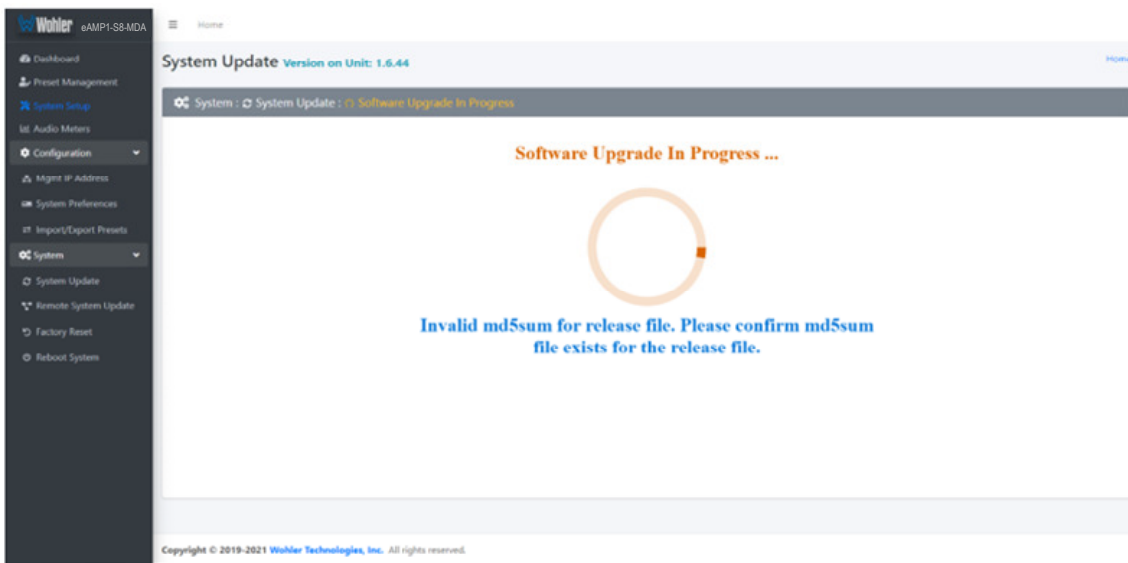 Wohler eAMP1-S8-MDA
Home
Dashboard
Preset Management
System Setup
Audio Meters
Configuration
Mgmt IP Address
System Preferences
Import/Export Presets
System
System Update
Remote System Update
Factory Reset
Reboot System
System Update Version on Unit: 1.6.44
Home
System : System Update : Software Upgrade In Progress
Software Upgrade In Progress ...
Invalid md5sum for release file. Please confirm md5sum
file exists for the release file.
Copyright © 2019-2021 Wohler Technologies, Inc. All rights reserved.